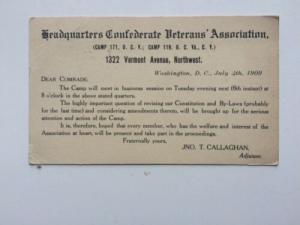 Headquarters Confederate Veterans' Association,
(CAMP 171, U. C. V.; CAMP 119, G. C. VA., C. V.)
1322 Vermont Avenue, Northwest.
Washington, D. C., July 4th, 1909
DEAR COMRADE:
The Camp will meet in business session on Tuesday evening next (6th instant) at
8 o'clock in the above stated quarters.
The highly important question of revising our Constitution and By-Laws (probably
for the last time) and considering amendments thereto, will be brought up for the serious
attention and action of the Camp.
It is, therefore, hoped that every member, who has the welfare and interest of the
Association at heart, will be present and take part in the proceedings.
Fraternally yours,
JNO. T. CALLAGHAN,
Adjutant.